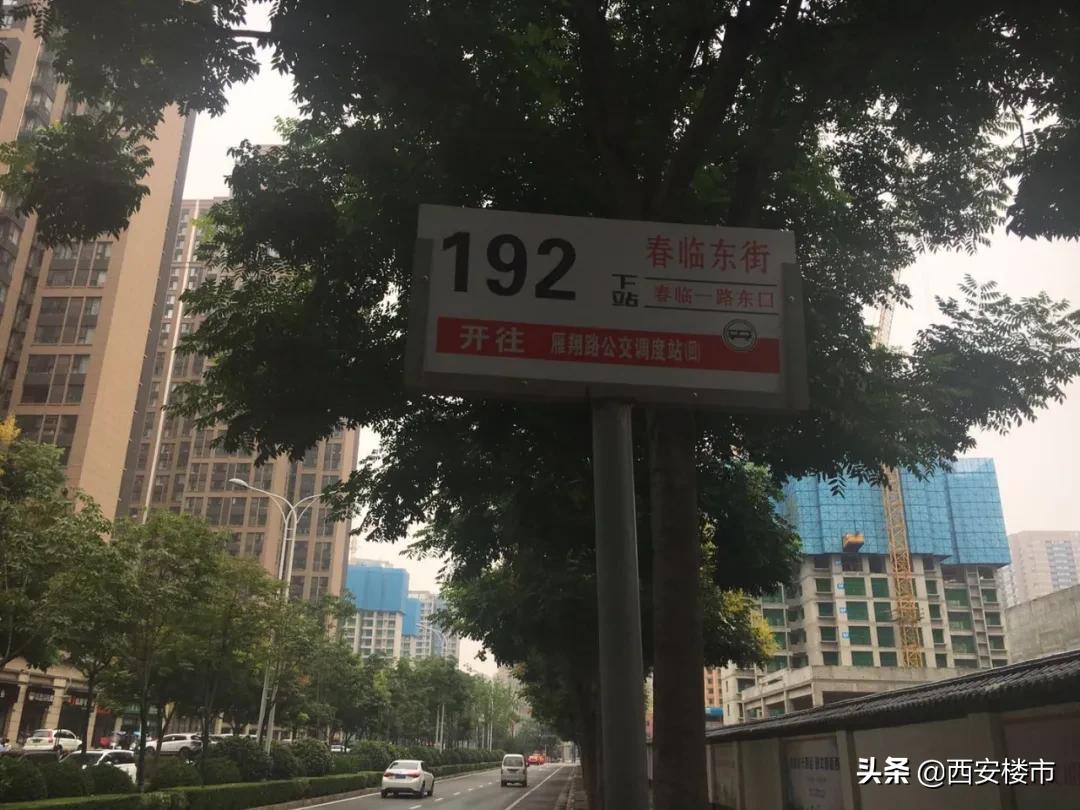 192
春临东街
下站
春临一路东口
开往 雁翔路公交调度站(回)
头条 @西安楼市